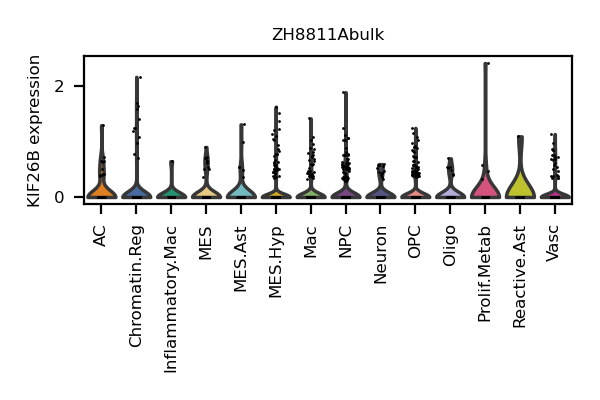 ZH8811Abulk
KIF26B expression
2
0
AC
Chromatin.Reg
Inflammatory.Mac
MES
MES.Ast
MES.Hyp
Mac
NPC
Neuron
OPC
Oligo
Prolif.Metab
Reactive.Ast
Vasc